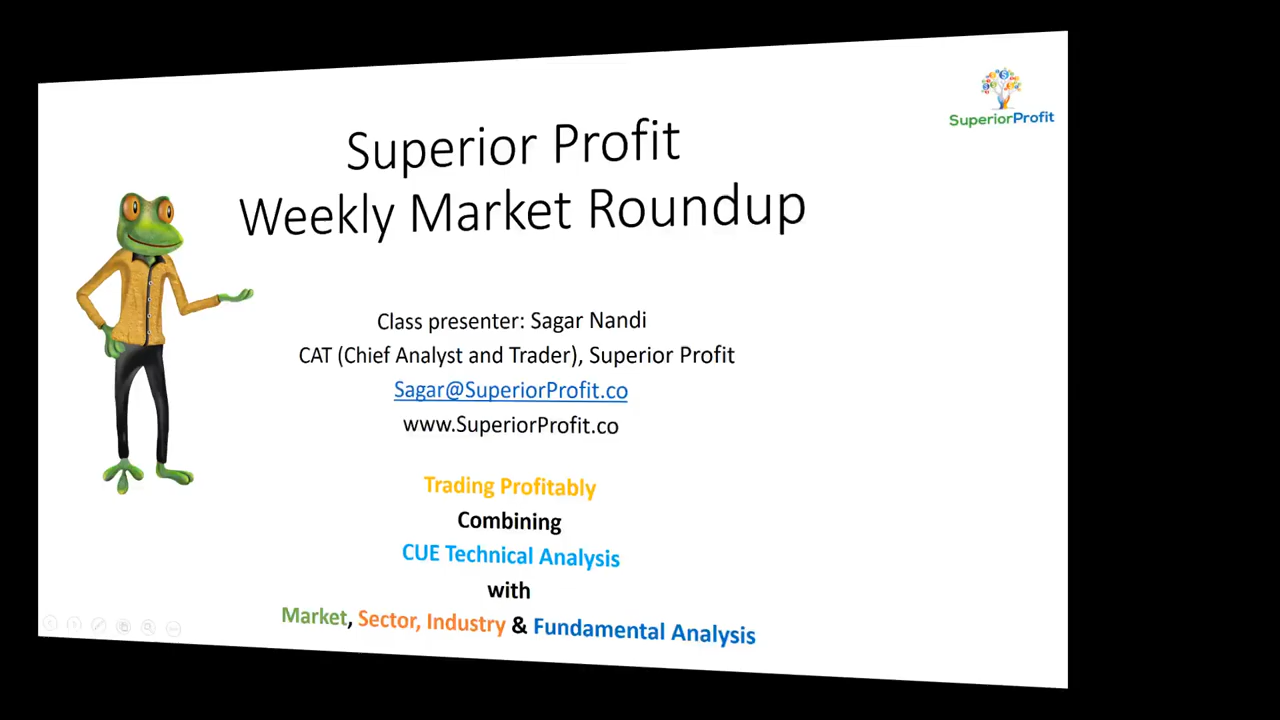 SuperiorProfit
Superior Profit
Weekly Market Roundup
Class presenter: Sagar Nandi
CAT (Chief Analyst and Trader), Superior Profit
Sagar@SuperiorProfit.co
www.SuperiorProfit.co
Trading Profitably
Combining
CUE Technical Analysis
with
Market, Sector, Industry & Fundamental Analysis